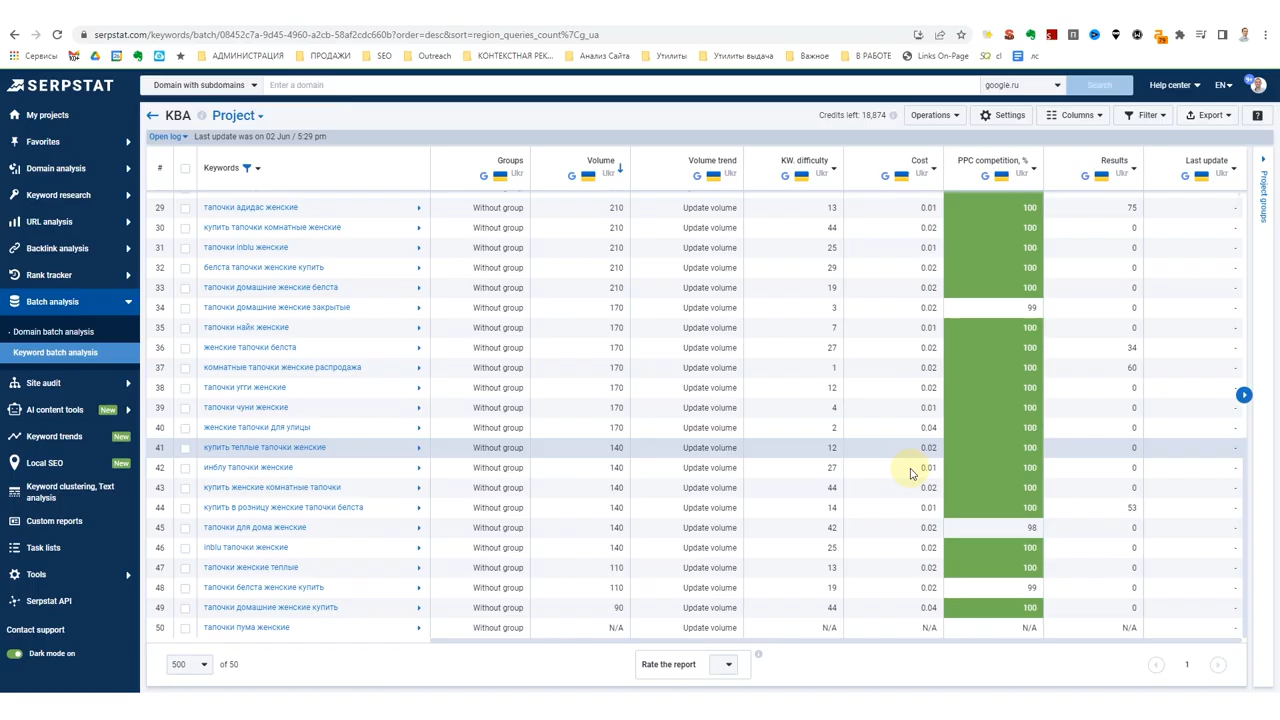 serpstat.com/keywords/batch/08452c7a-9d45-4960-a2cb-58af2cdc660b?order=desc&sort=region_queries_count%7Cg_ua
Сервисы АДМИНИСТРАЦИЯ ПРОДАЖИ SEO Outreach КОНТЕКСТНАЯ РЕК... Анализ Сайта Утилиты Утилиты выдача Важное В РАБОТЕ Links On-Page cl лс
SERPSTAT Domain with subdomains Enter a domain google.ru Search Help center EN 9+
My projects
Favorites
Domain analysis
Keyword research
URL analysis
Backlink analysis
Rank tracker
Batch analysis
Domain batch analysis
Keyword batch analysis
Site audit
AI content tools New
Keyword trends New
Local SEO New
Keyword clustering, Text analysis
Custom reports
Task lists
Tools
Serpstat API
Contact support
Dark mode on
KBA Project Credits left: 18,874 Operations Settings Columns Filter Export ?
Open log Last update was on 02 Jun / 5:29 pm
# Keywords Groups Volume Volume trend KW. difficulty Cost PPC competition, % Results Last update
Ukr Ukr Ukr Ukr Ukr Ukr Ukr Ukr
29 тапочки адидас женские Without group 210 Update volume 13 0.01 100 75 -
30 купить тапочки комнатные женские Without group 210 Update volume 44 0.02 100 0 -
31 тапочки inblu женские Without group 210 Update volume 25 0.01 100 0 -
32 белста тапочки женские купить Without group 210 Update volume 29 0.02 100 0 -
33 тапочки домашние женские белста Without group 210 Update volume 19 0.02 100 0 -
34 тапочки домашние женские закрытые Without group 170 Update volume 3 0.02 99 0 -
35 тапочки найк женские Without group 170 Update volume 7 0.01 100 0 -
36 женские тапочки белста Without group 170 Update volume 27 0.02 100 34 -
37 комнатные тапочки женские распродажа Without group 170 Update volume 1 0.02 100 60 -
38 тапочки угги женские Without group 170 Update volume 12 0.02 100 0 -
39 тапочки чуни женские Without group 170 Update volume 4 0.01 100 0 -
40 женские тапочки для улицы Without group 170 Update volume 2 0.04 100 0 -
41 купить теплые тапочки женские Without group 140 Update volume 12 0.02 100 0 -
42 инблу тапочки женские Without group 140 Update volume 27 0.01 100 0 -
43 купить женские комнатные тапочки Without group 140 Update volume 44 0.02 100 0 -
44 купить в розницу женские тапочки белста Without group 140 Update volume 14 0.01 100 53 -
45 тапочки для дома женские Without group 140 Update volume 42 0.02 98 0 -
46 inblu тапочки женские Without group 140 Update volume 25 0.02 100 0 -
47 тапочки женские теплые Without group 110 Update volume 13 0.02 100 0 -
48 тапочки белста женские купить Without group 110 Update volume 19 0.02 99 0 -
49 тапочки домашние женские купить Without group 90 Update volume 44 0.04 100 0 -
50 тапочки пума женские Without group N/A Update volume N/A N/A N/A N/A -
500 of 50 Rate the report 1
Project groups